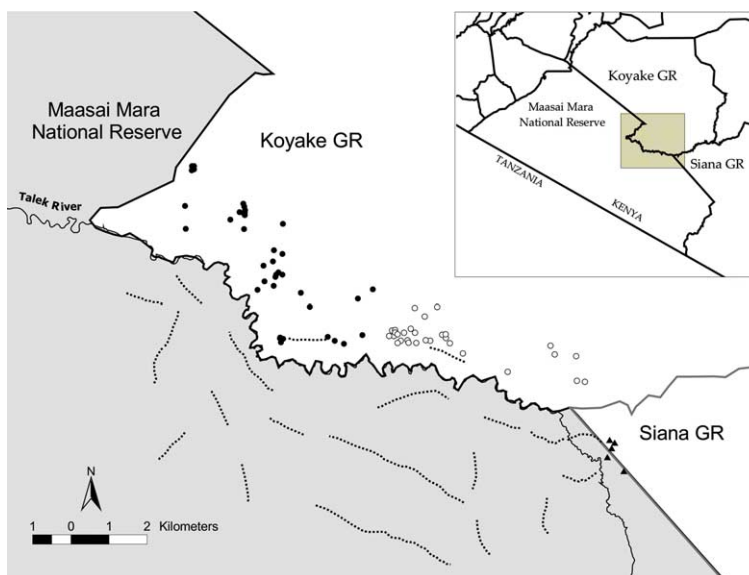 Maasai Mara
National Reserve
Koyake GR
Talek River
Siana GR
N
1 0 1 2 Kilometers
Koyake GR
Maasai Mara
National Reserve
Siana GR
TANZANIA
KENYA